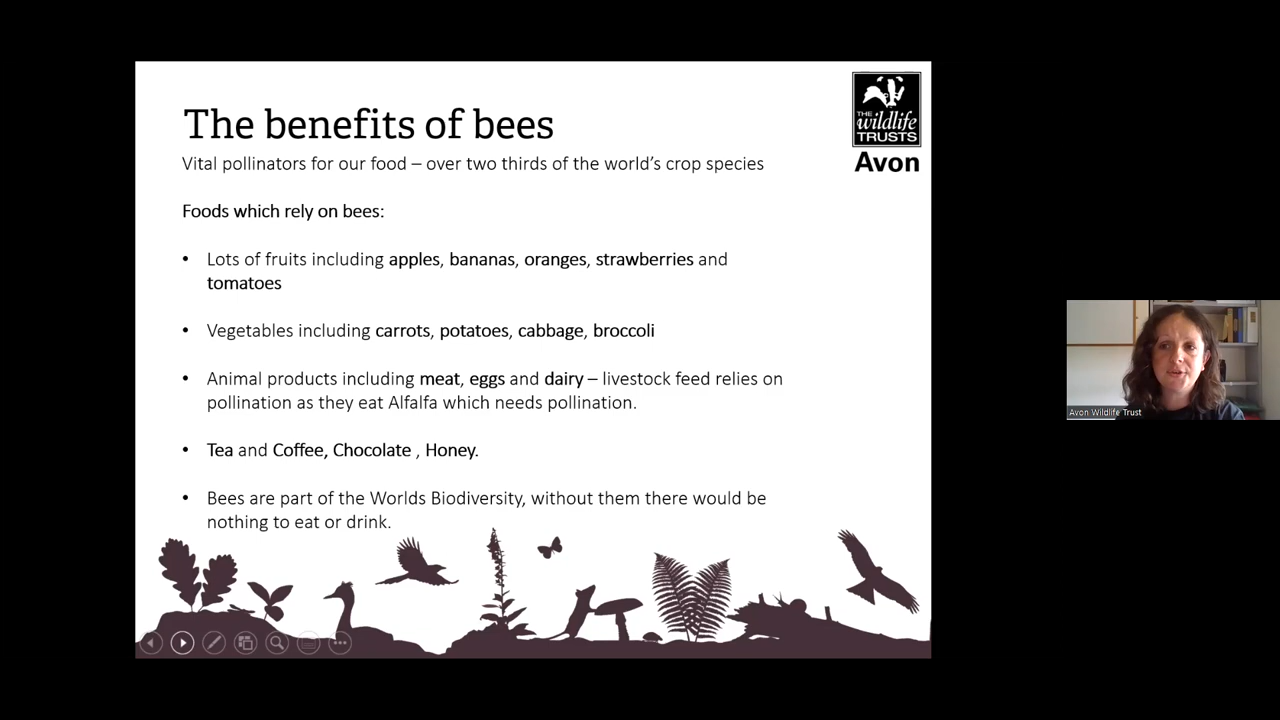 The benefits of bees
THE
wildlife
TRUSTS
Avon
Vital pollinators for our food – over two thirds of the world's crop species
Foods which rely on bees:
• Lots of fruits including apples, bananas, oranges, strawberries and
tomatoes
• Vegetables including carrots, potatoes, cabbage, broccoli
• Animal products including meat, eggs and dairy – livestock feed relies on
pollination as they eat Alfalfa which needs pollination.
• Tea and Coffee, Chocolate , Honey.
• Bees are part of the Worlds Biodiversity, without them there would be
nothing to eat or drink.
Avon Wildlife Trust